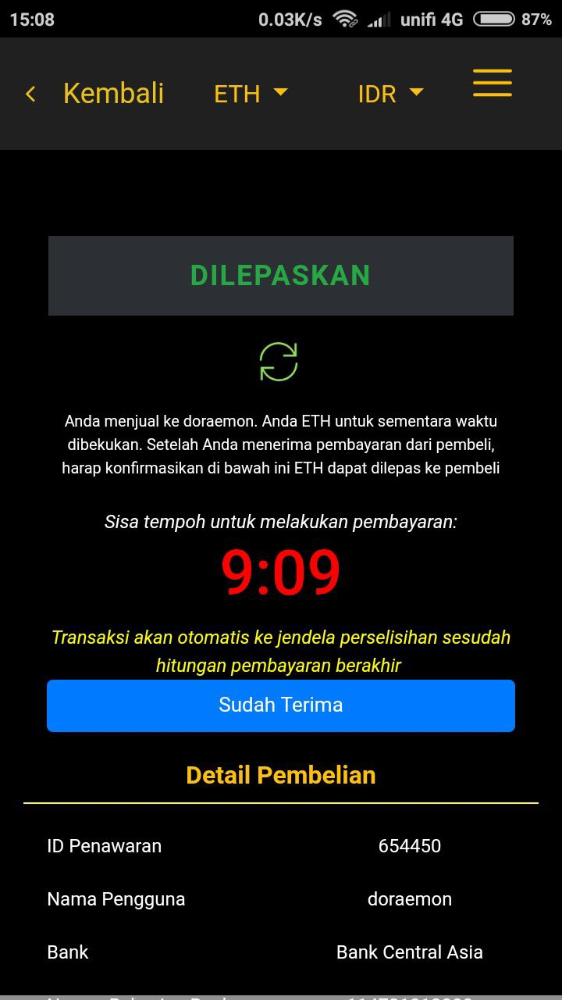 15:08 0.03K/s unifi 4G 87%
Kembali ETH IDR
DILEPASKAN
Anda menjual ke doraemon. Anda ETH untuk sementara waktu
dibekukan. Setelah Anda menerima pembayaran dari pembeli,
harap konfirmasikan di bawah ini ETH dapat dilepas ke pembeli
Sisa tempoh untuk melakukan pembayaran:
9:09
Transaksi akan otomatis ke jendela perselisihan sesudah
hitungan pembayaran berakhir
Sudah Terima
Detail Pembelian
ID Penawaran 654450
Nama Pengguna doraemon
Bank Bank Central Asia